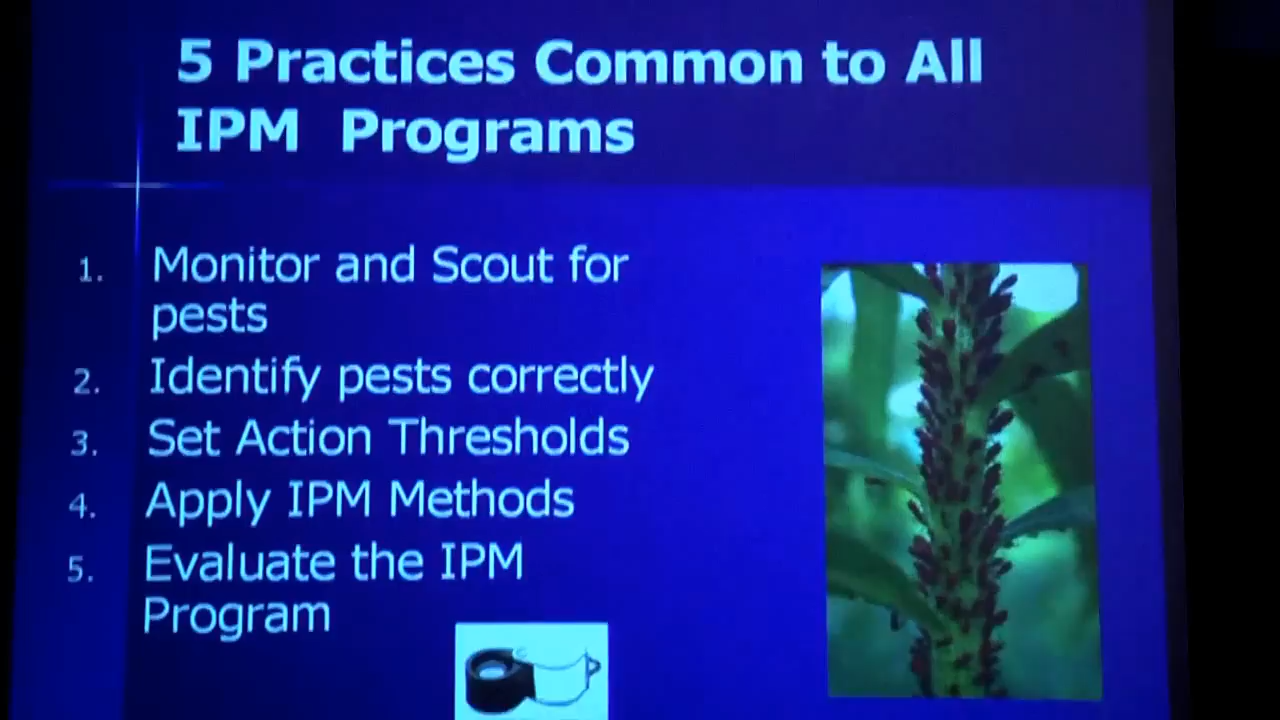 5 Practices Common to All
IPM Programs
1. Monitor and Scout for
pests
2. Identify pests correctly
3. Set Action Thresholds
4. Apply IPM Methods
5. Evaluate the IPM
Program